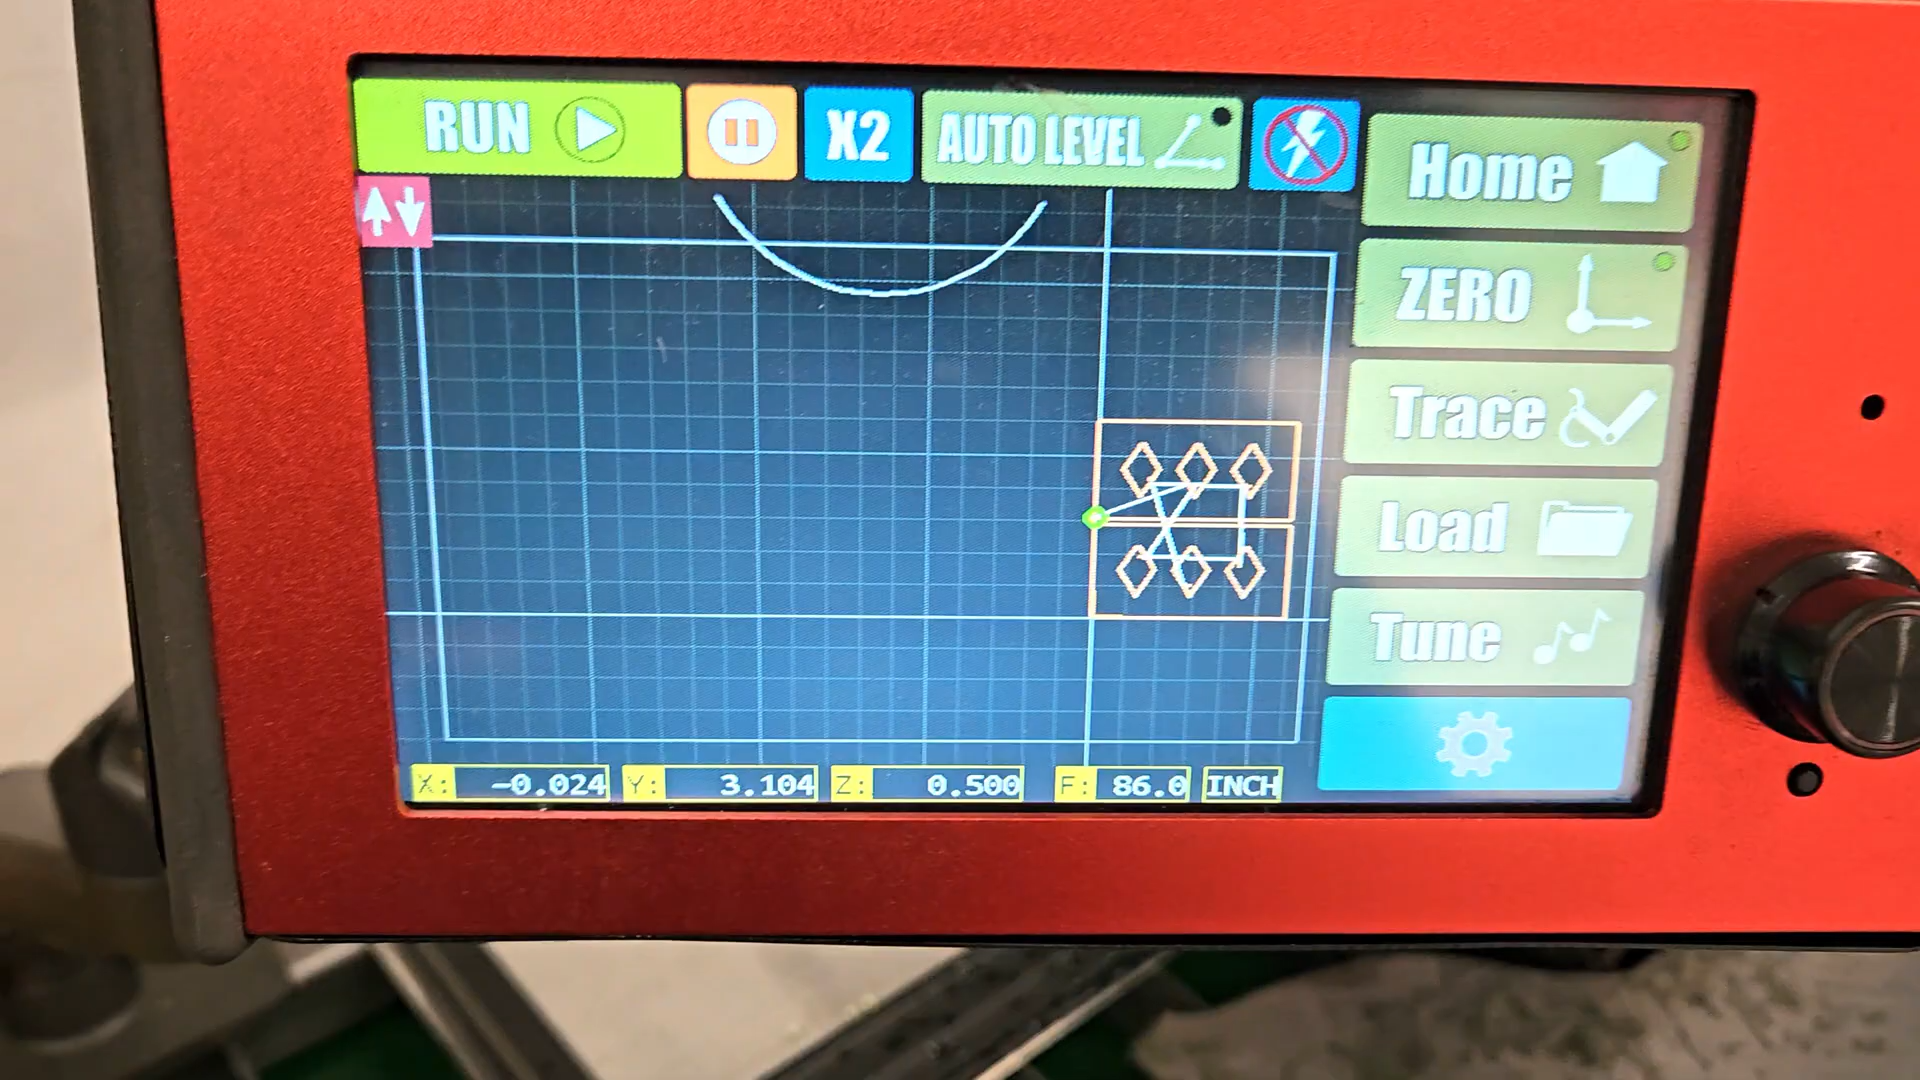 RUN
X2
AUTO LEVEL
Home
ZERO
Trace
Load
Tune
X: -0.024 Y: 3.104 Z: 0.500 F: 86.0 INCH